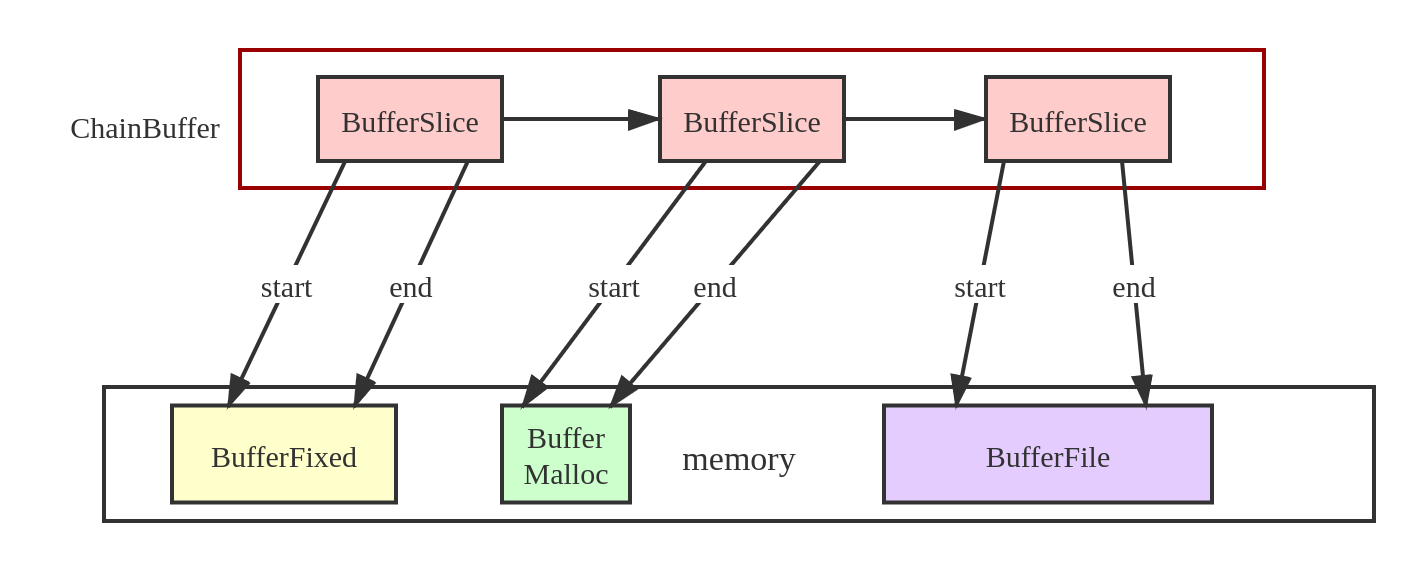 ChainBuffer
BufferSlice
BufferSlice
BufferSlice
start
end
start
end
start
end
BufferFixed
Buffer
Malloc
memory
BufferFile